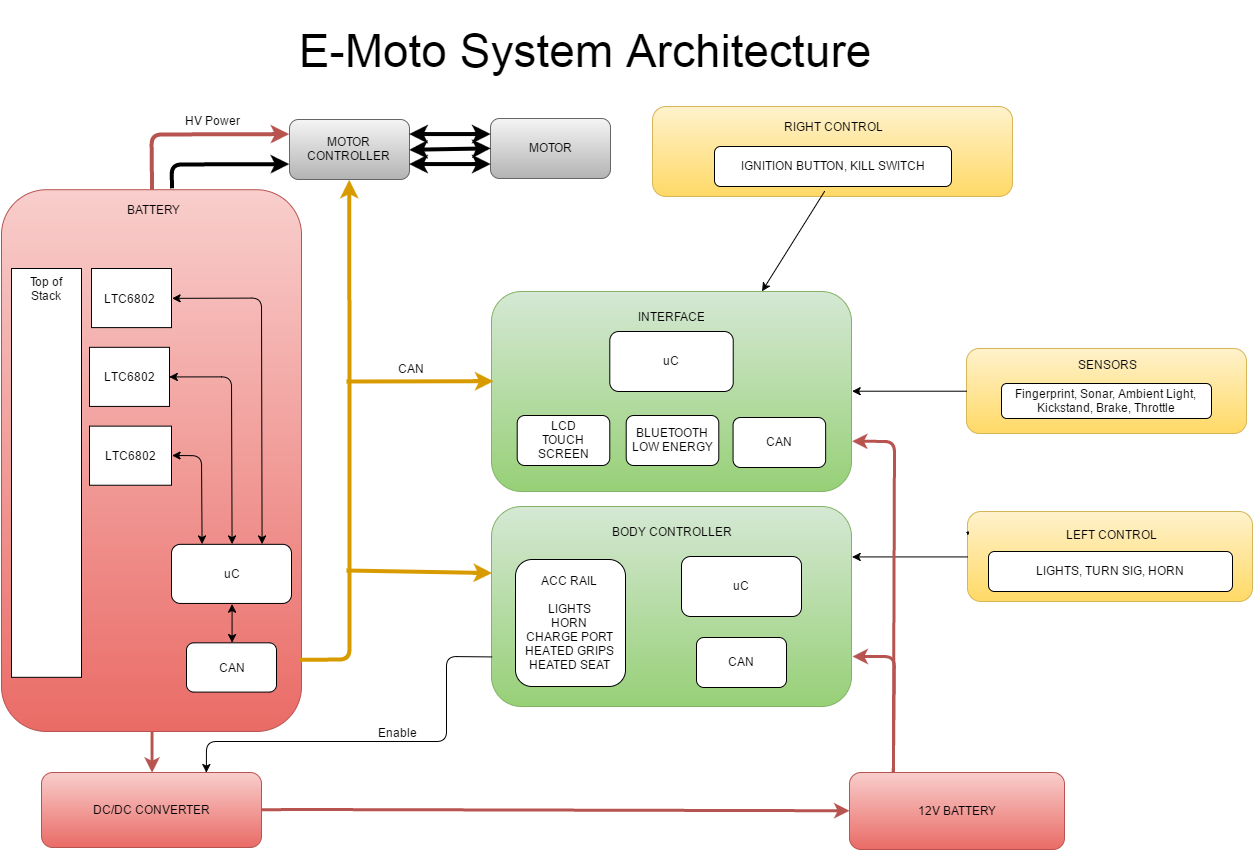 E-Moto System Architecture
HV Power
MOTOR
CONTROLLER
MOTOR
RIGHT CONTROL
IGNITION BUTTON, KILL SWITCH
BATTERY
Top of
Stack
LTC6802
LTC6802
LTC6802
uC
CAN
CAN
INTERFACE
uC
LCD
TOUCH
SCREEN
BLUETOOTH
LOW ENERGY
CAN
SENSORS
Fingerprint, Sonar, Ambient Light,
Kickstand, Brake, Throttle
BODY CONTROLLER
ACC RAIL
LIGHTS
HORN
CHARGE PORT
HEATED GRIPS
HEATED SEAT
uC
CAN
LEFT CONTROL
LIGHTS, TURN SIG, HORN
Enable
DC/DC CONVERTER
12V BATTERY